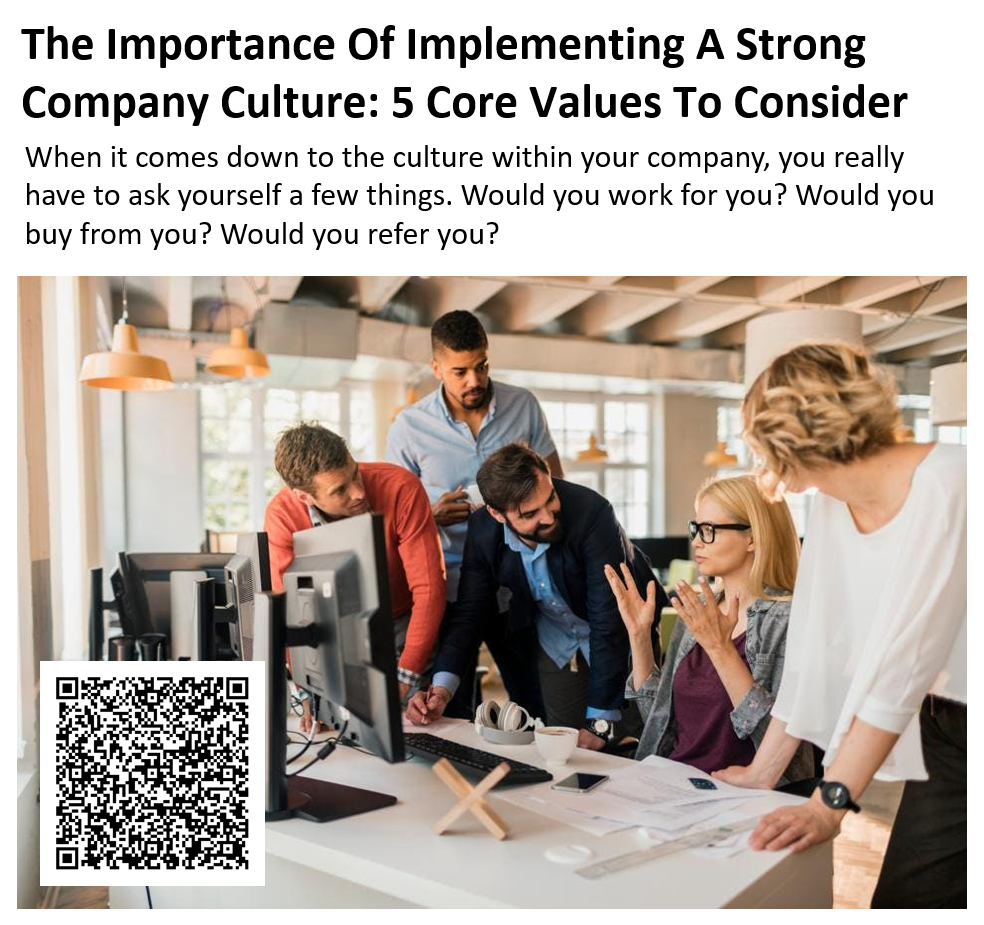 The Importance Of Implementing A Strong
Company Culture: 5 Core Values To Consider
When it comes down to the culture within your company, you really
have to ask yourself a few things. Would you work for you? Would you
buy from you? Would you refer you?